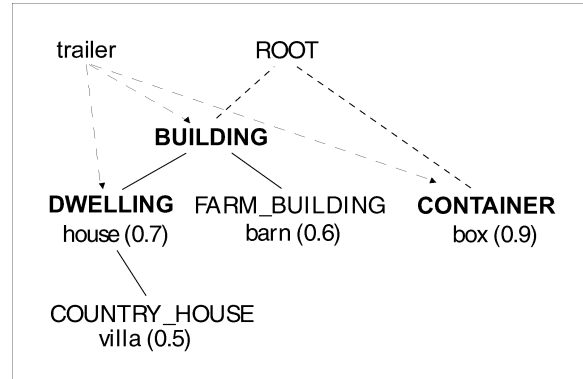 trailer ROOT
BUILDING
DWELLING FARM_BUILDING CONTAINER
house (0.7) barn (0.6) box (0.9)
COUNTRY_HOUSE
villa (0.5)